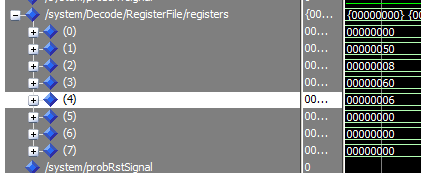 /system/Decode/RegisterFile/registers {00... {00000000} {00
(0) 00... 00000000
(1) 00... 00000050
(2) 00... 00000008
(3) 00... 00000060
(4) 00... 00000006
(5) 00... 00000000
(6) 00... 00000000
(7) 00... 00000000
/system/probRstSignal 0